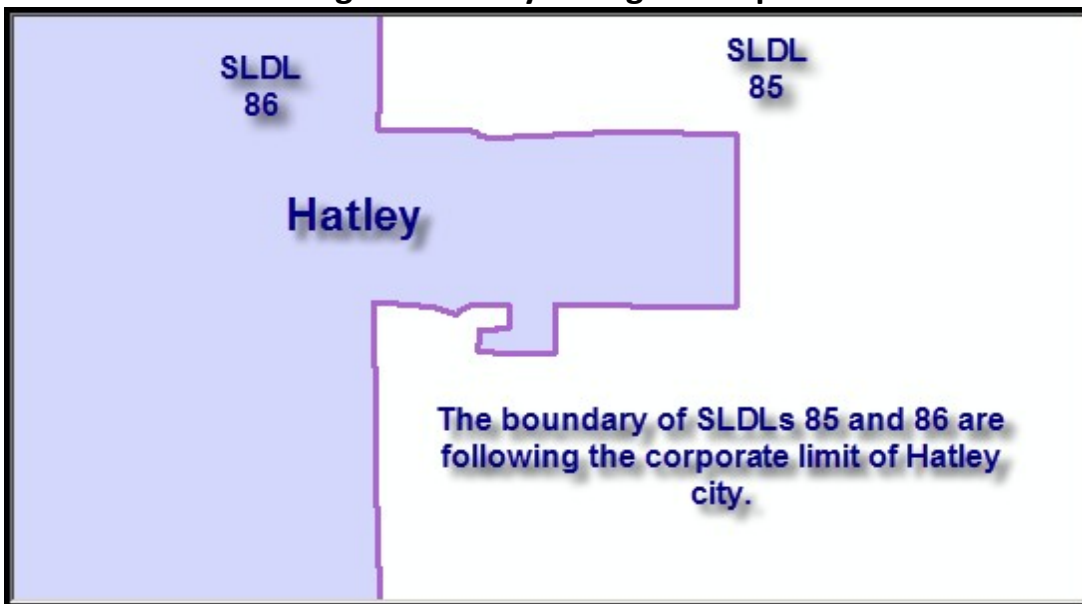 SLDL
86
SLDL
85
Hatley
The boundary of SLDLs 85 and 86 are
following the corporate limit of Hatley
city.